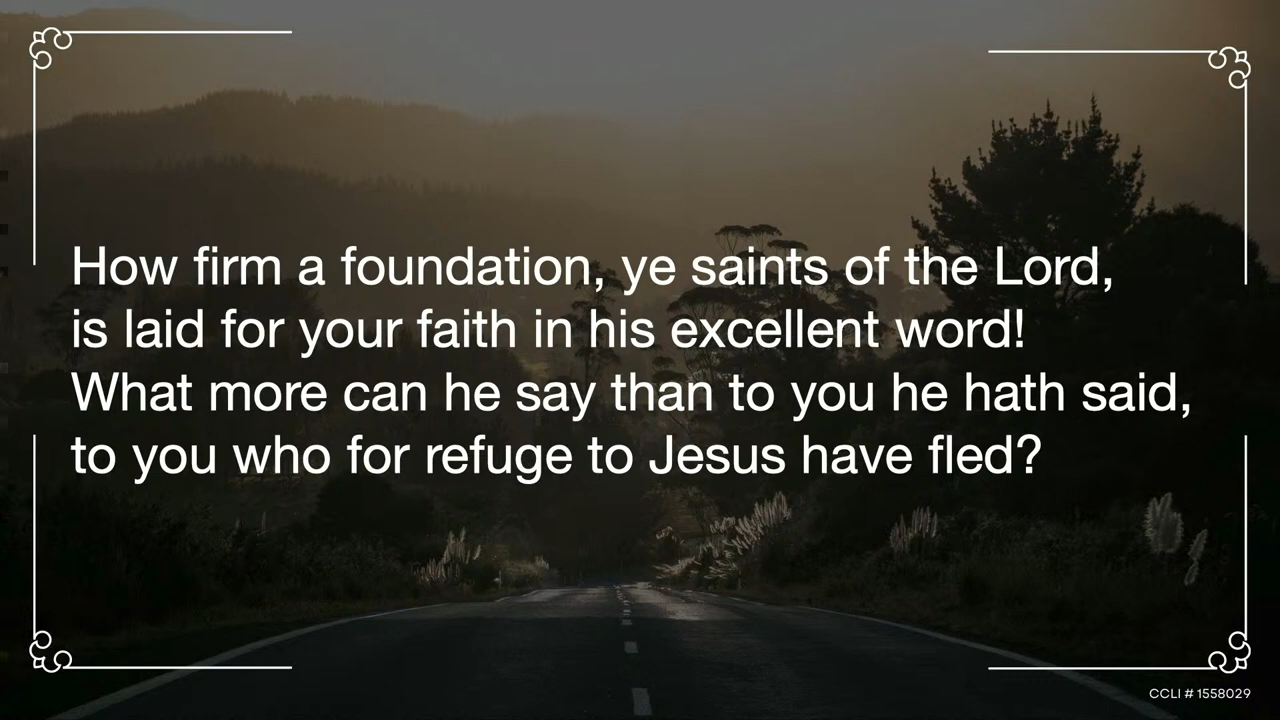 How firm a foundation, ye saints of the Lord,
is laid for your faith in his excellent word!
What more can he say than to you he hath said,
to you who for refuge to Jesus have fled?
CCLI # 1558029